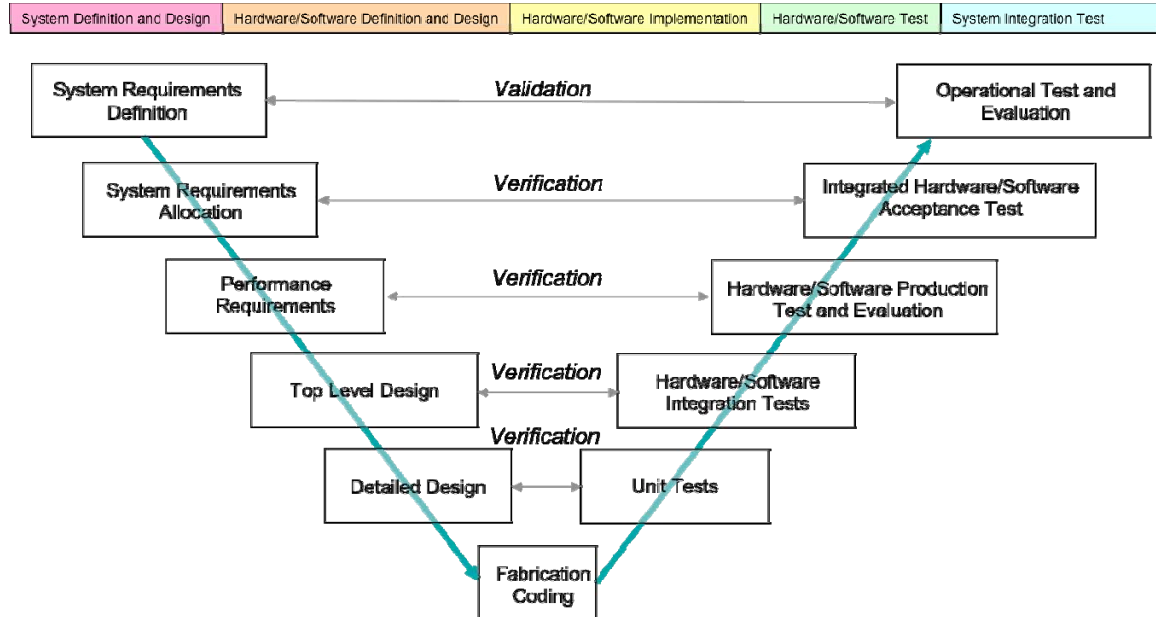 System Definition and Design
Hardware/Software Definition and Design
Hardware/Software Implementation
Hardware/Software Test
System Integration Test
System Requirements
Definition
Validation
Operational Test and
Evaluation
System Requirements
Allocation
Verification
Integrated Hardware/Software
Acceptance Test
Performance
Requirements
Verification
Hardware/Software Production
Test and Evaluation
Top Level Design
Verification
Hardware/Software
Integration Tests
Detailed Design
Verification
Unit Tests
Fabrication
Coding